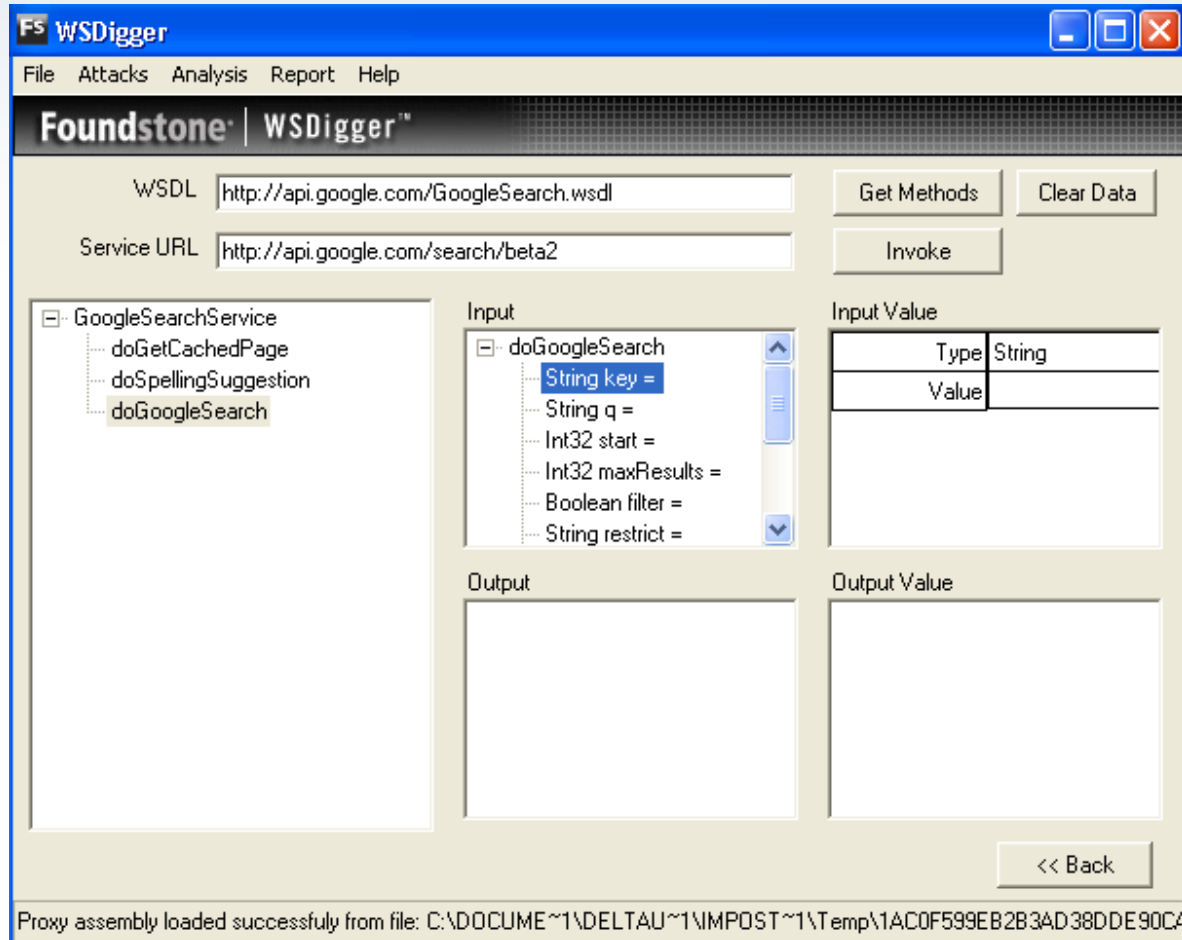 FS WSDigger
File Attacks Analysis Report Help
Foundstone | WSDigger™
WSDL http://api.google.com/GoogleSearch.wsdl Get Methods Clear Data
Service URL http://api.google.com/search/beta2 Invoke
GoogleSearchService
doGetCachedPage
doSpellingSuggestion
doGoogleSearch
Input
doGoogleSearch
String key =
String q =
Int32 start =
Int32 maxResults =
Boolean filter =
String restrict =
Input Value
Type String
Value
Output
Output Value
<< Back
Proxy assembly loaded successfuly from file: C:\DOCUME~1\DELTAU~1\IMPOST~1\Temp\1AC0F599EB2B3AD38DDE90CA